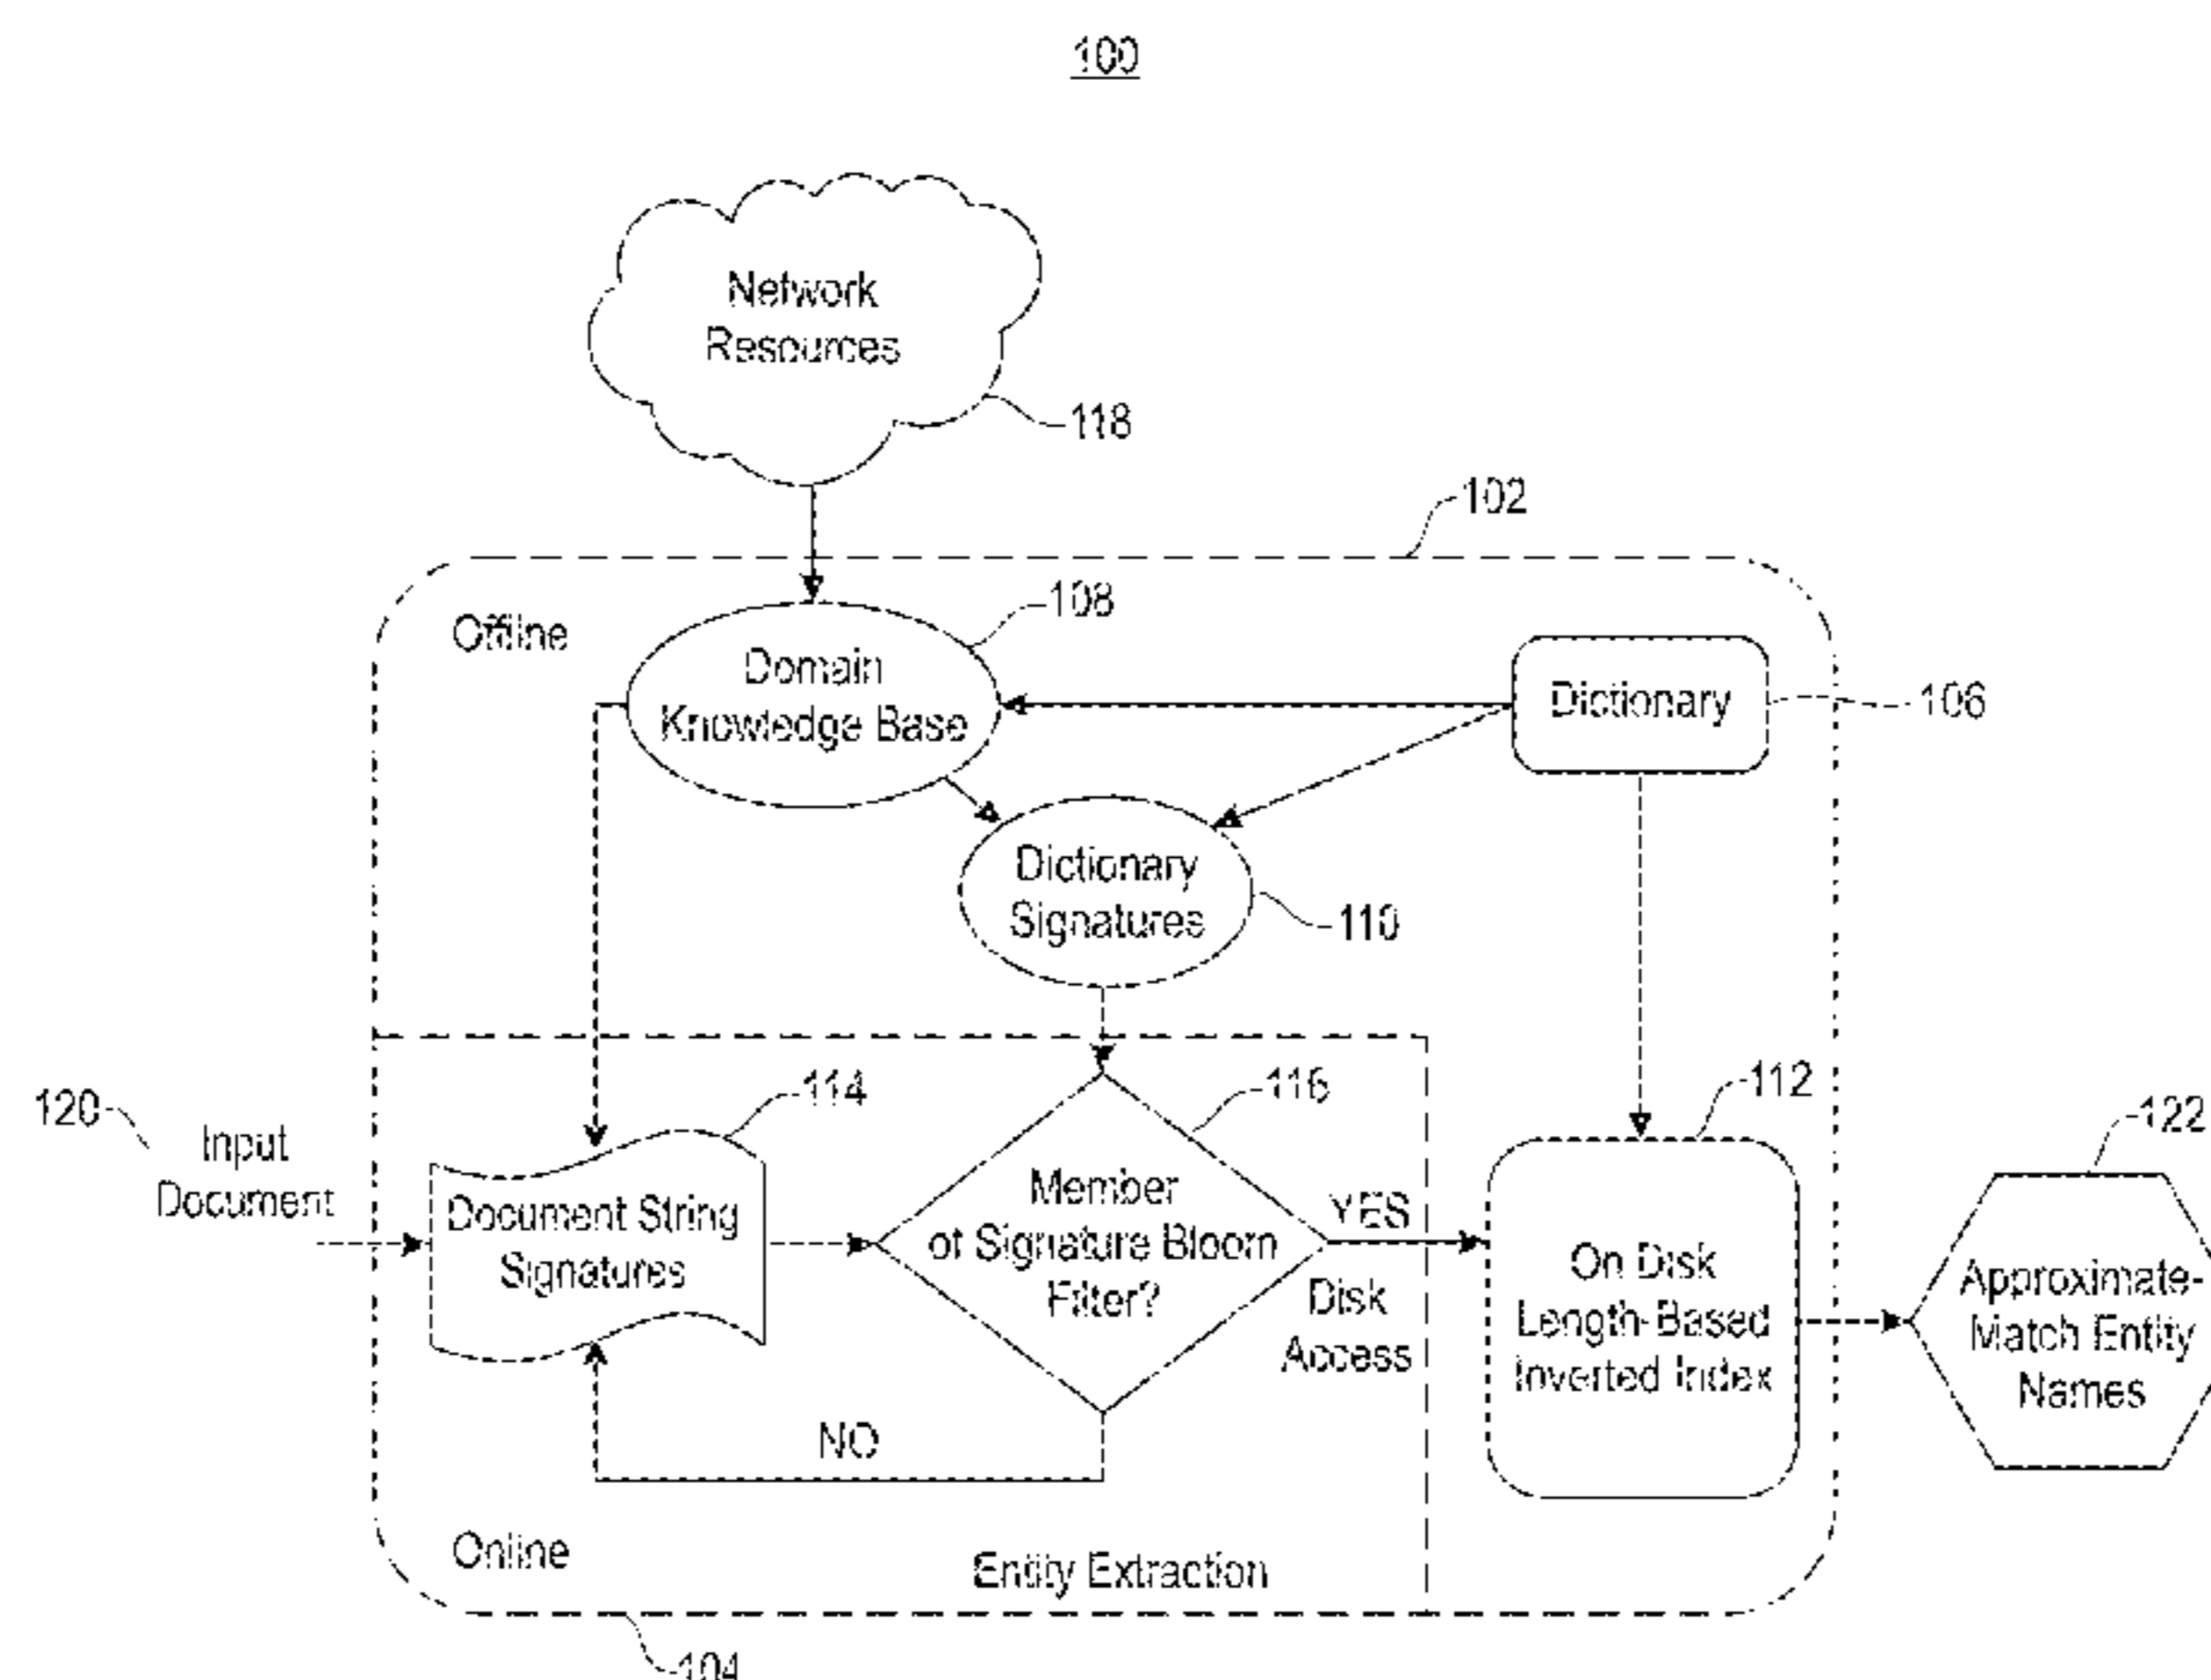 100
Network
Resources
118
102
108
Offline
Domain
Knowledge Base
Dictionary
106
Dictionary
Signatures
110
114
116
112
122
120
Input
Document
Document String
Signatures
Member
of Signature Bloom
Filter?
YES
Disk
Access
On Disk
Length-Based
Inverted Index
Approximate-
Match Entity
Names
NO
Online
Entity Extraction
104